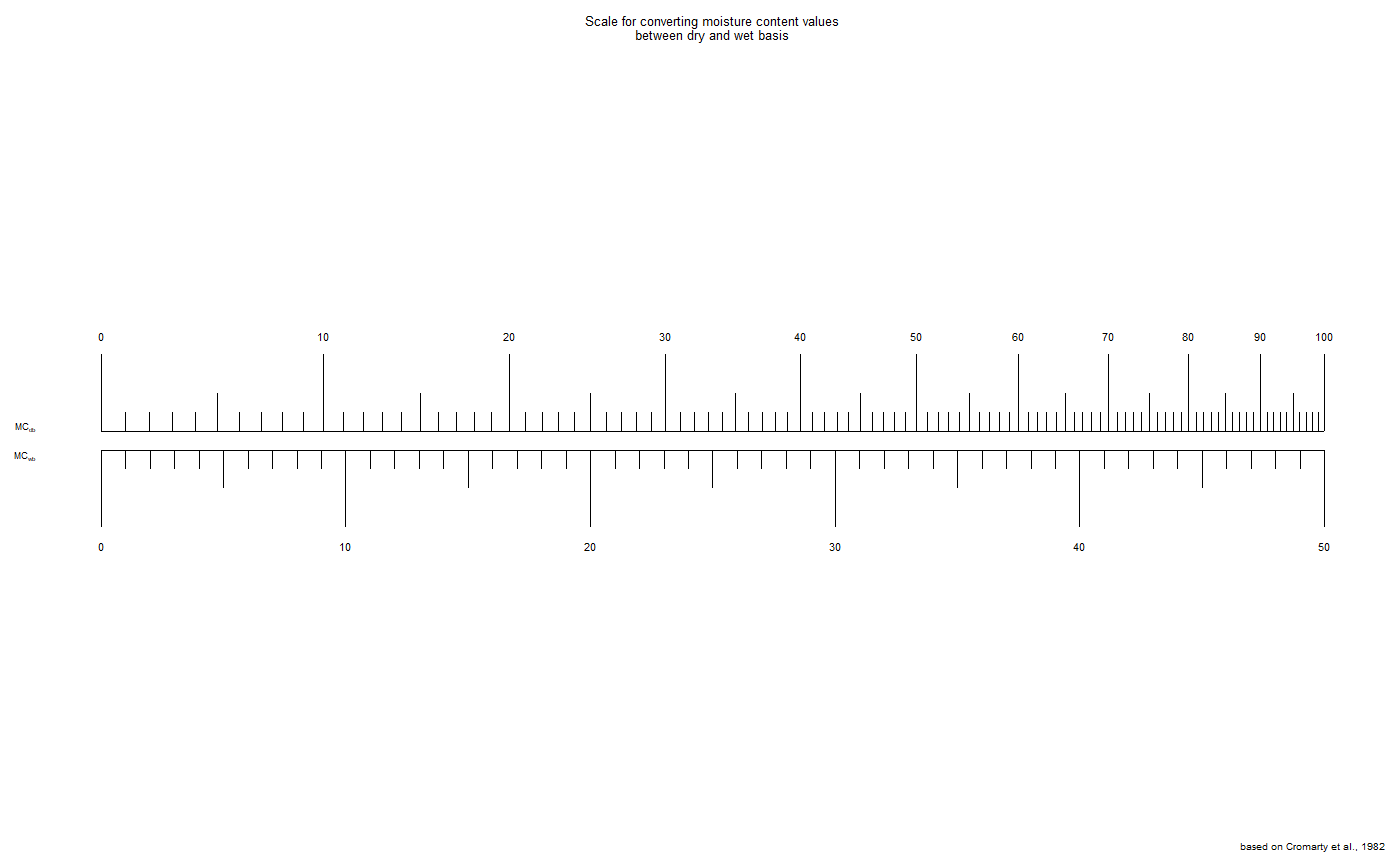 Scale for converting moisture content values
between dry and wet basis
0 10 20 30 40 50 60 70 80 90 100
MCdb
MCwb
0 10 20 30 40 50
based on Cromarty et al., 1982